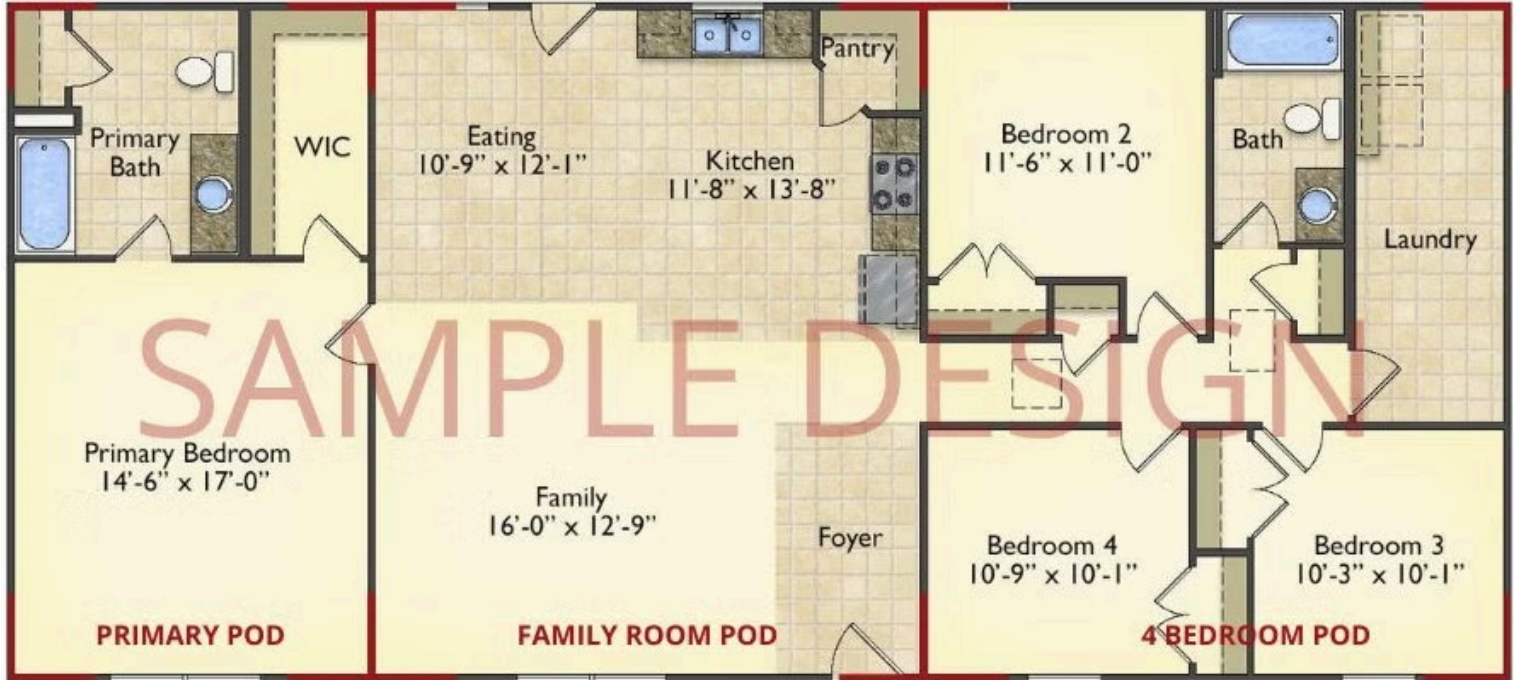 Pantry
Primary
Bath
WIC
Eating
10'-9" x 12'-1"
Kitchen
11'-8" x 13'-8"
Bedroom 2
11'-6" x 11'-0"
Bath
Laundry
SAMPLE DESIGN
Primary Bedroom
14'-6" x 17'-0"
Family
16'-0" x 12'-9"
Foyer
Bedroom 4
10'-9" x 10'-1"
Bedroom 3
10'-3" x 10'-1"
PRIMARY POD
FAMILY ROOM POD
4 BEDROOM POD